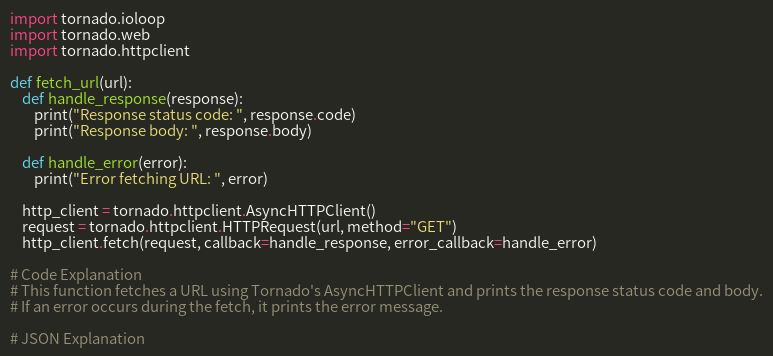 import tornado.ioloop
import tornado.web
import tornado.httpclient

def fetch_url(url):
    def handle_response(response):
        print("Response status code: ", response.code)
        print("Response body: ", response.body)

    def handle_error(error):
        print("Error fetching URL: ", error)

    http_client = tornado.httpclient.AsyncHTTPClient()
    request = tornado.httpclient.HTTPRequest(url, method="GET")
    http_client.fetch(request, callback=handle_response, error_callback=handle_error)

# Code Explanation
# This function fetches a URL using Tornado's AsyncHTTPClient and prints the response status code and body.
# If an error occurs during the fetch, it prints the error message.

# JSON Explanation